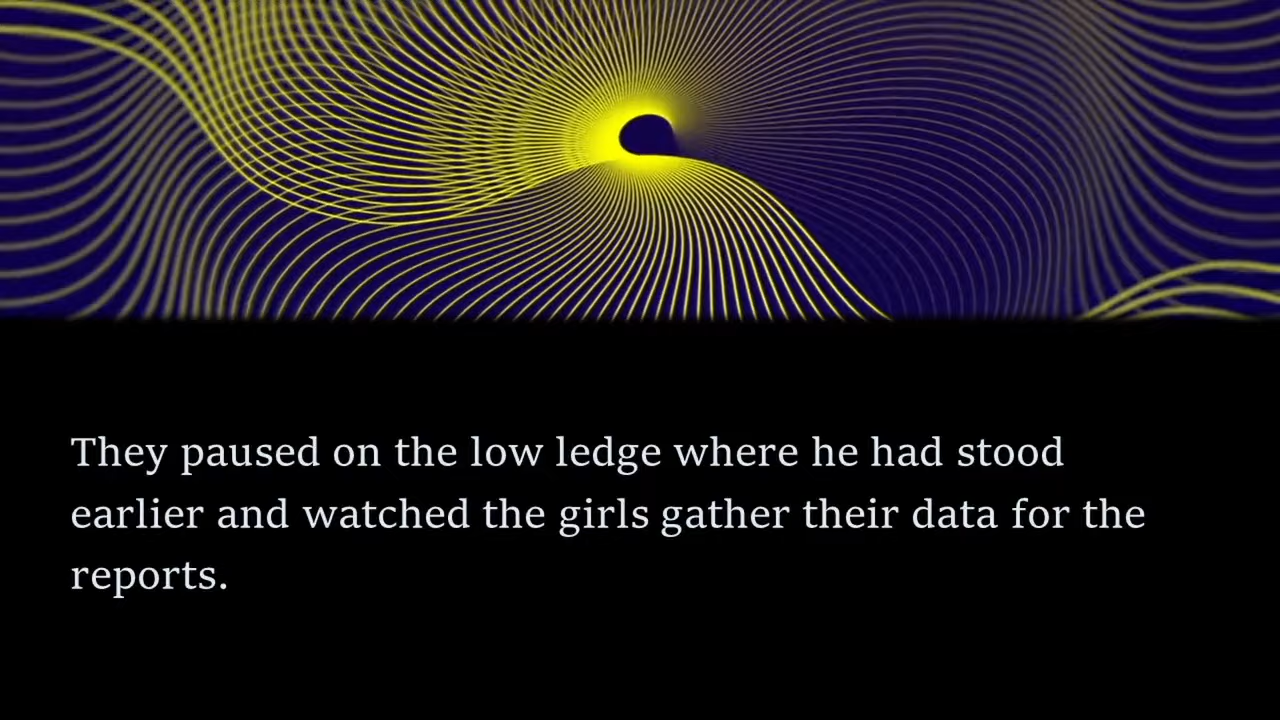 They paused on the low ledge where he had stood
earlier and watched the girls gather their data for the
reports.